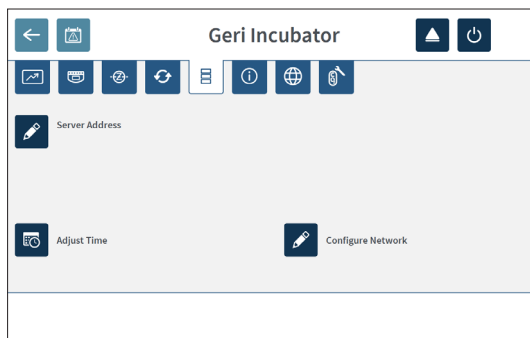 Geri Incubator
Server Address
Adjust Time
Configure Network